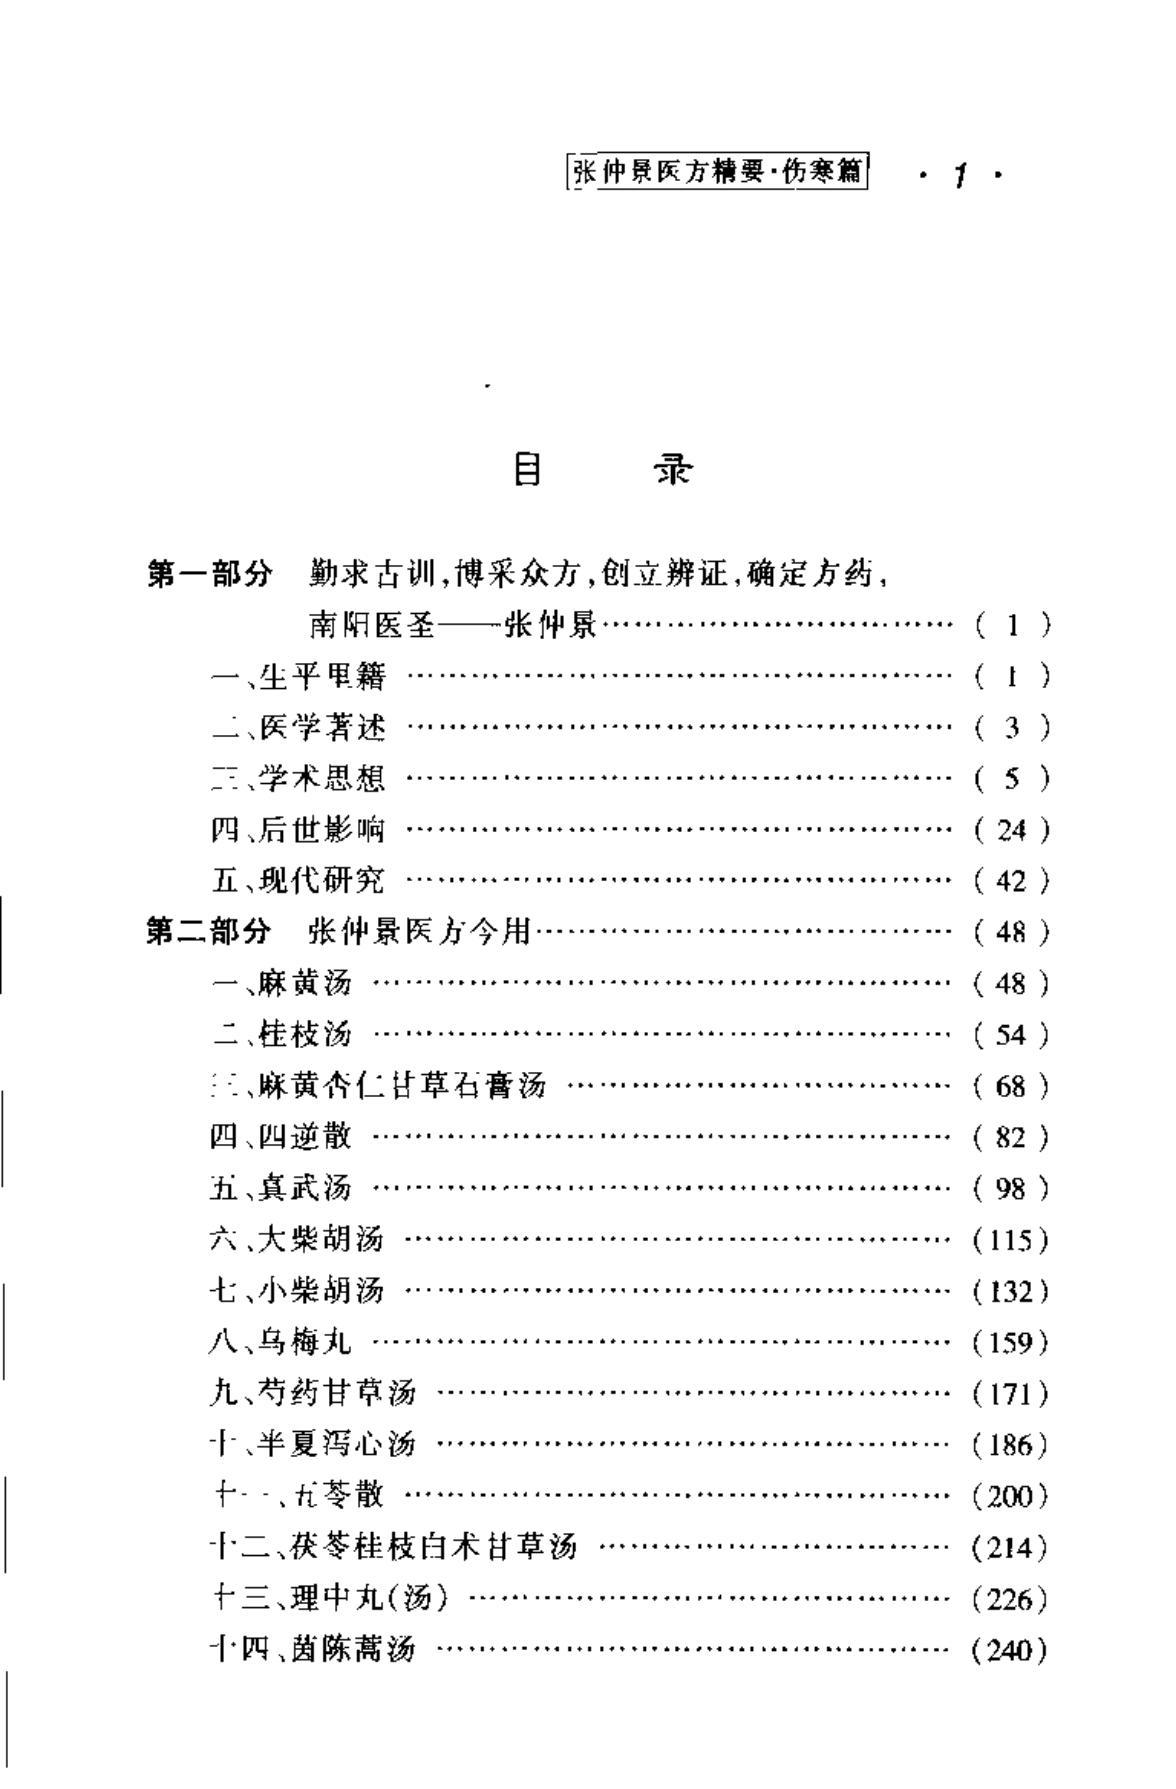 张仲景医方精要·伤寒篇 · 1 ·
目 录
第一部分 勤求古训,博采众方,创立辨证,确定方药,
南阳医圣——张仲景…………………………( 1 )
一、生平里籍…………………………( 1 )
二、医学著述…………………………( 3 )
三、学术思想…………………………( 5 )
四、后世影响…………………………( 24 )
五、现代研究…………………………( 42 )
第二部分 张仲景医方今用…………………………( 48 )
一、麻黄汤…………………………( 48 )
二、桂枝汤…………………………( 54 )
三、麻黄杏仁甘草石膏汤…………………………( 68 )
四、四逆散…………………………( 82 )
五、真武汤…………………………( 98 )
六、大柴胡汤…………………………(115)
七、小柴胡汤…………………………(132)
八、乌梅丸…………………………(159)
九、芍药甘草汤…………………………(171)
十、半夏泻心汤…………………………(186)
十一、五苓散…………………………(200)
十二、茯苓桂枝白术甘草汤…………………………(214)
十三、理中丸(汤)…………………………(226)
十四、茵陈蒿汤…………………………(240)